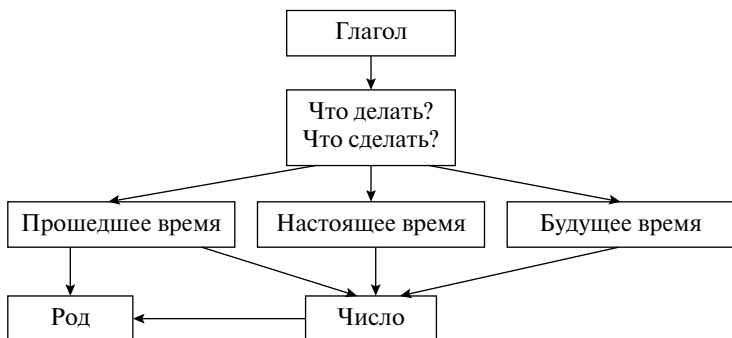 Глагол
Что делать?
Что сделать?
Прошедшее время
Настоящее время
Будущее время
Род
Число